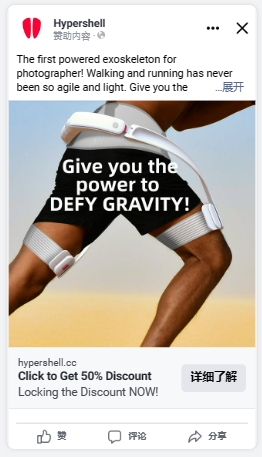 Hypershell
赞助内容 ·
The first powered exoskeleton for
photographer! Walking and running has never
been so agile and light. Give you the ...展开
Give you the
power to
DEFY GRAVITY!
hypershell.cc
Click to Get 50% Discount
Locking the Discount NOW!
详细了解
赞 评论 分享